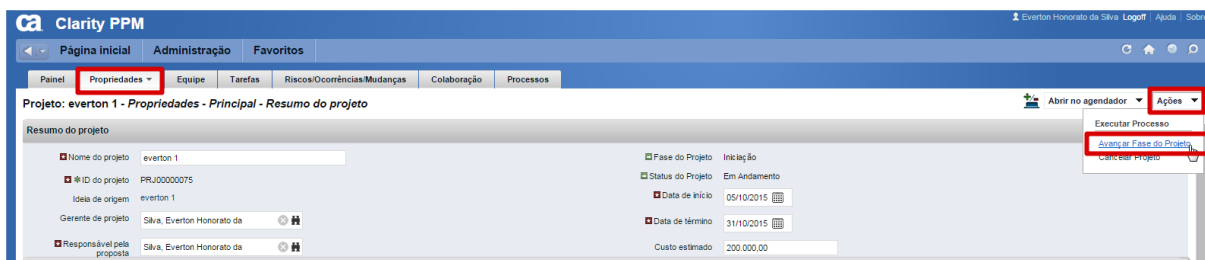 ca Clarity PPM
Everton Honorato da Silva Logoff Ajuda Sobre
Página inicial Administração Favoritos
Painel Propriedades Equipe Tarefas Riscos/Ocorrências/Mudanças Colaboração Processos
Projeto: everton 1 - Propriedades - Principal - Resumo do projeto
Abrir no agendador Ações
Resumo do projeto
Executar Processo
Avançar Fase do Projeto
Cancelar Projeto
Nome do projeto everton 1
Fase do Projeto Iniciação
ID do projeto PRJ00000075
Status do Projeto Em Andamento
Ideia de origem everton 1
Data de início 05/10/2015
Gerente de projeto Silva, Everton Honorato da
Data de término 31/10/2015
Responsável pela proposta Silva, Everton Honorato da
Custo estimado 200.000,00